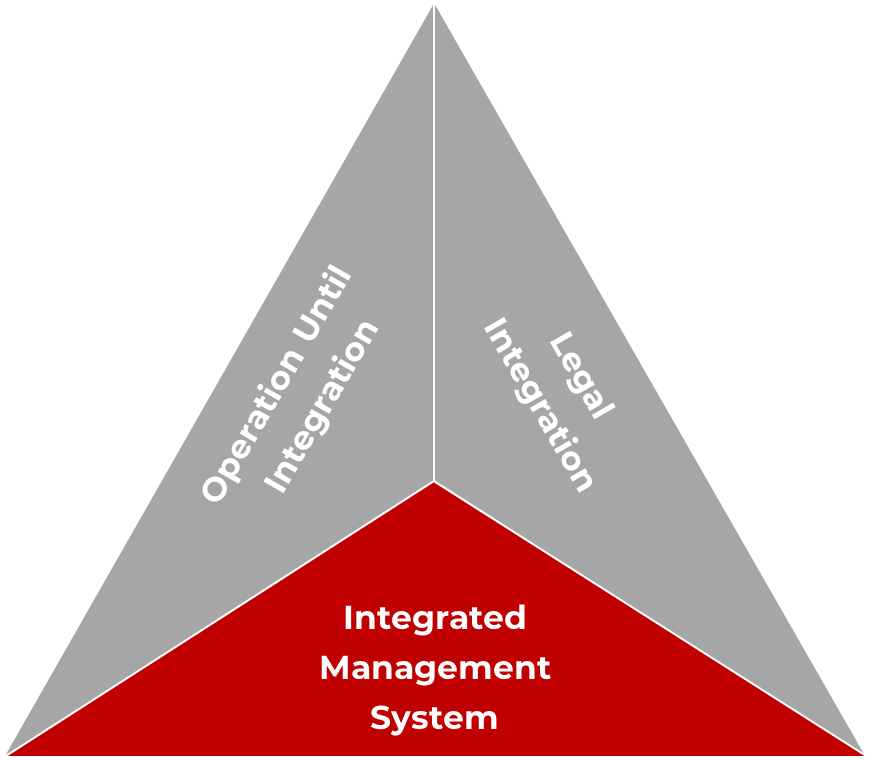 Operation Until
Integration
Legal
Integration
Integrated
Management
System